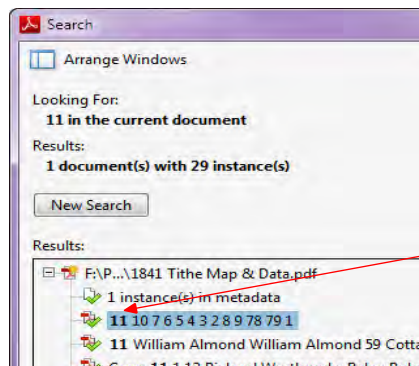 Search
Arrange Windows
Looking For:
11 in the current document
Results:
1 document(s) with 29 instance(s)
New Search
Results:
F:\P...\1841 Tithe Map & Data.pdf
1 instance(s) in metadata
11 10 7 6 5 4 3 2 8 9 78 79 1
11 William Almond William Almond 59 Cotta